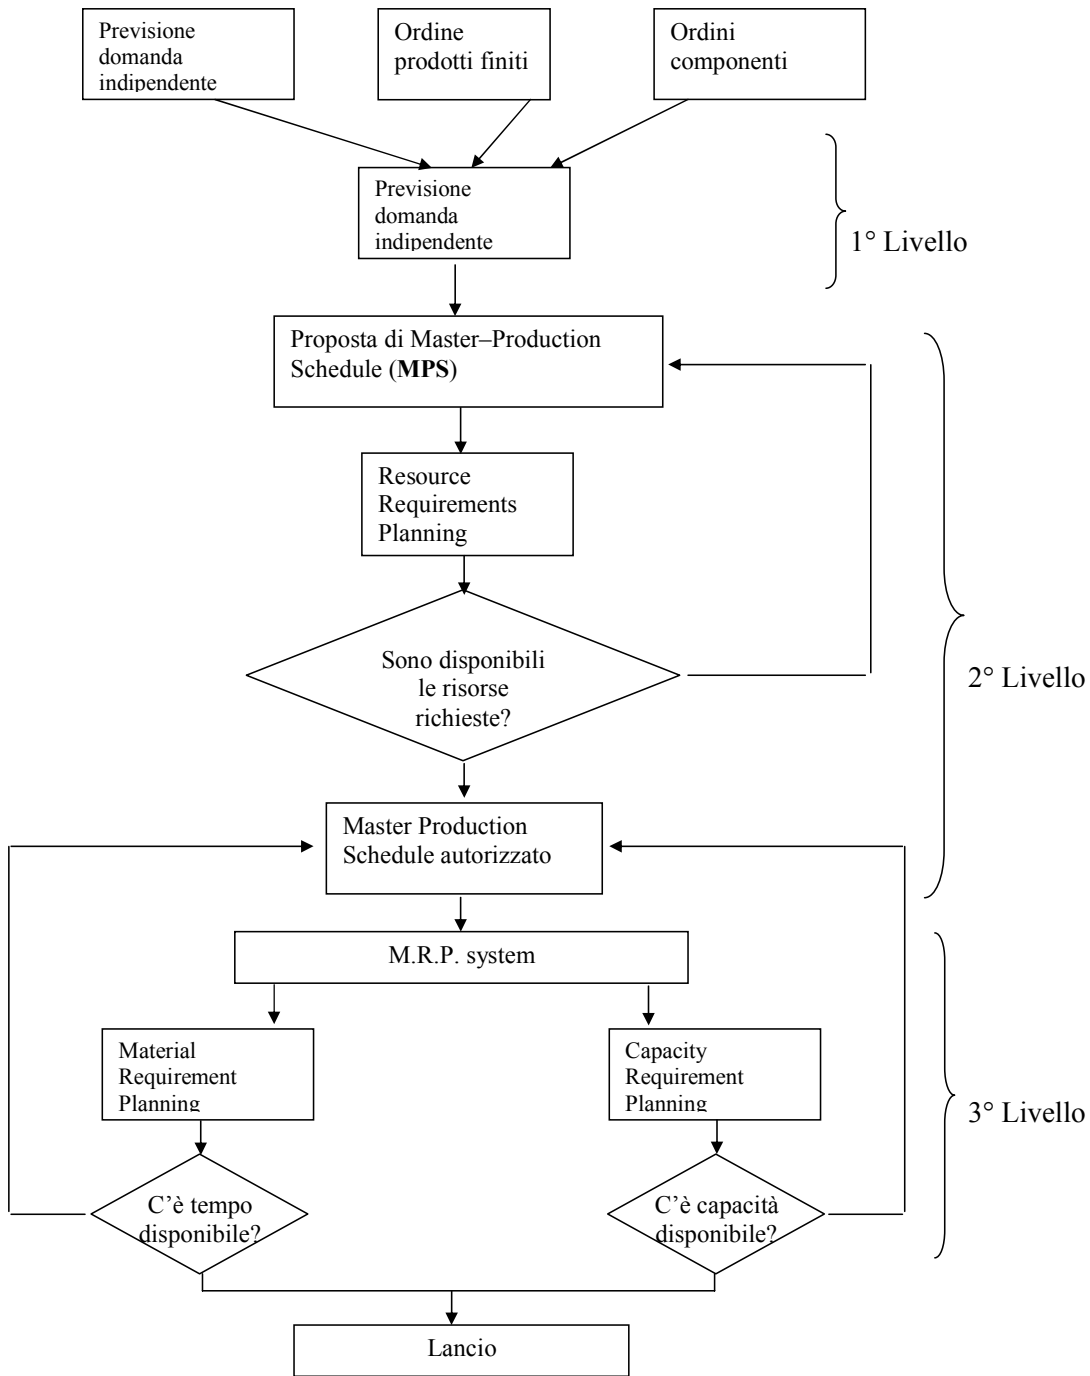 Previsione
domanda
indipendente
Ordine
prodotti finiti
Ordini
componenti
Previsione
domanda
indipendente
1° Livello
Proposta di Master–Production
Schedule (MPS)
Resource
Requirements
Planning
Sono disponibili
le risorse
richieste?
2° Livello
Master Production
Schedule autorizzato
M.R.P. system
Material
Requirement
Planning
Capacity
Requirement
Planning
3° Livello
C'è tempo
disponibile?
C'è capacità
disponibile?
Lancio